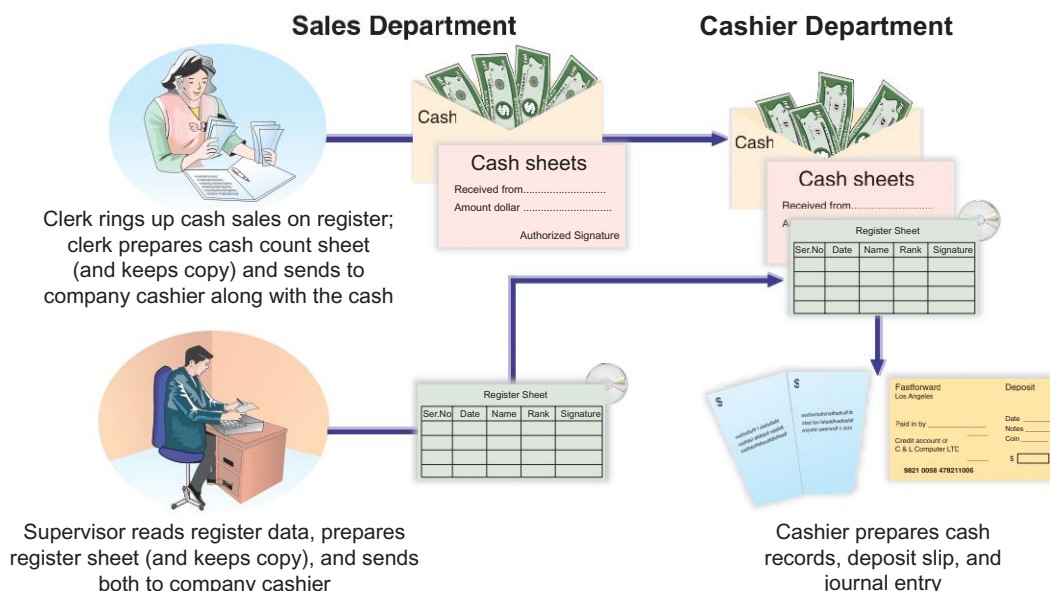 Sales Department
Cashier Department
Cash
Cash sheets
Received from
Amount dollar
Authorized Signature
Cash
Cash sheets
Received from
A
Register Sheet
Ser.No Date Name Rank Signature
Clerk rings up cash sales on register;
clerk prepares cash count sheet
(and keeps copy) and sends to
company cashier along with the cash
Register Sheet
Ser.No Date Name Rank Signature
$
$
Fastforward
Deposit
Los Angeles
Paid in by
Date
Notes
Coin
Credit account of
C & L Computer LTD
$
9821 0058 478211006
Supervisor reads register data, prepares
register sheet (and keeps copy), and sends
both to company cashier
Cashier prepares cash
records, deposit slip, and
journal entry